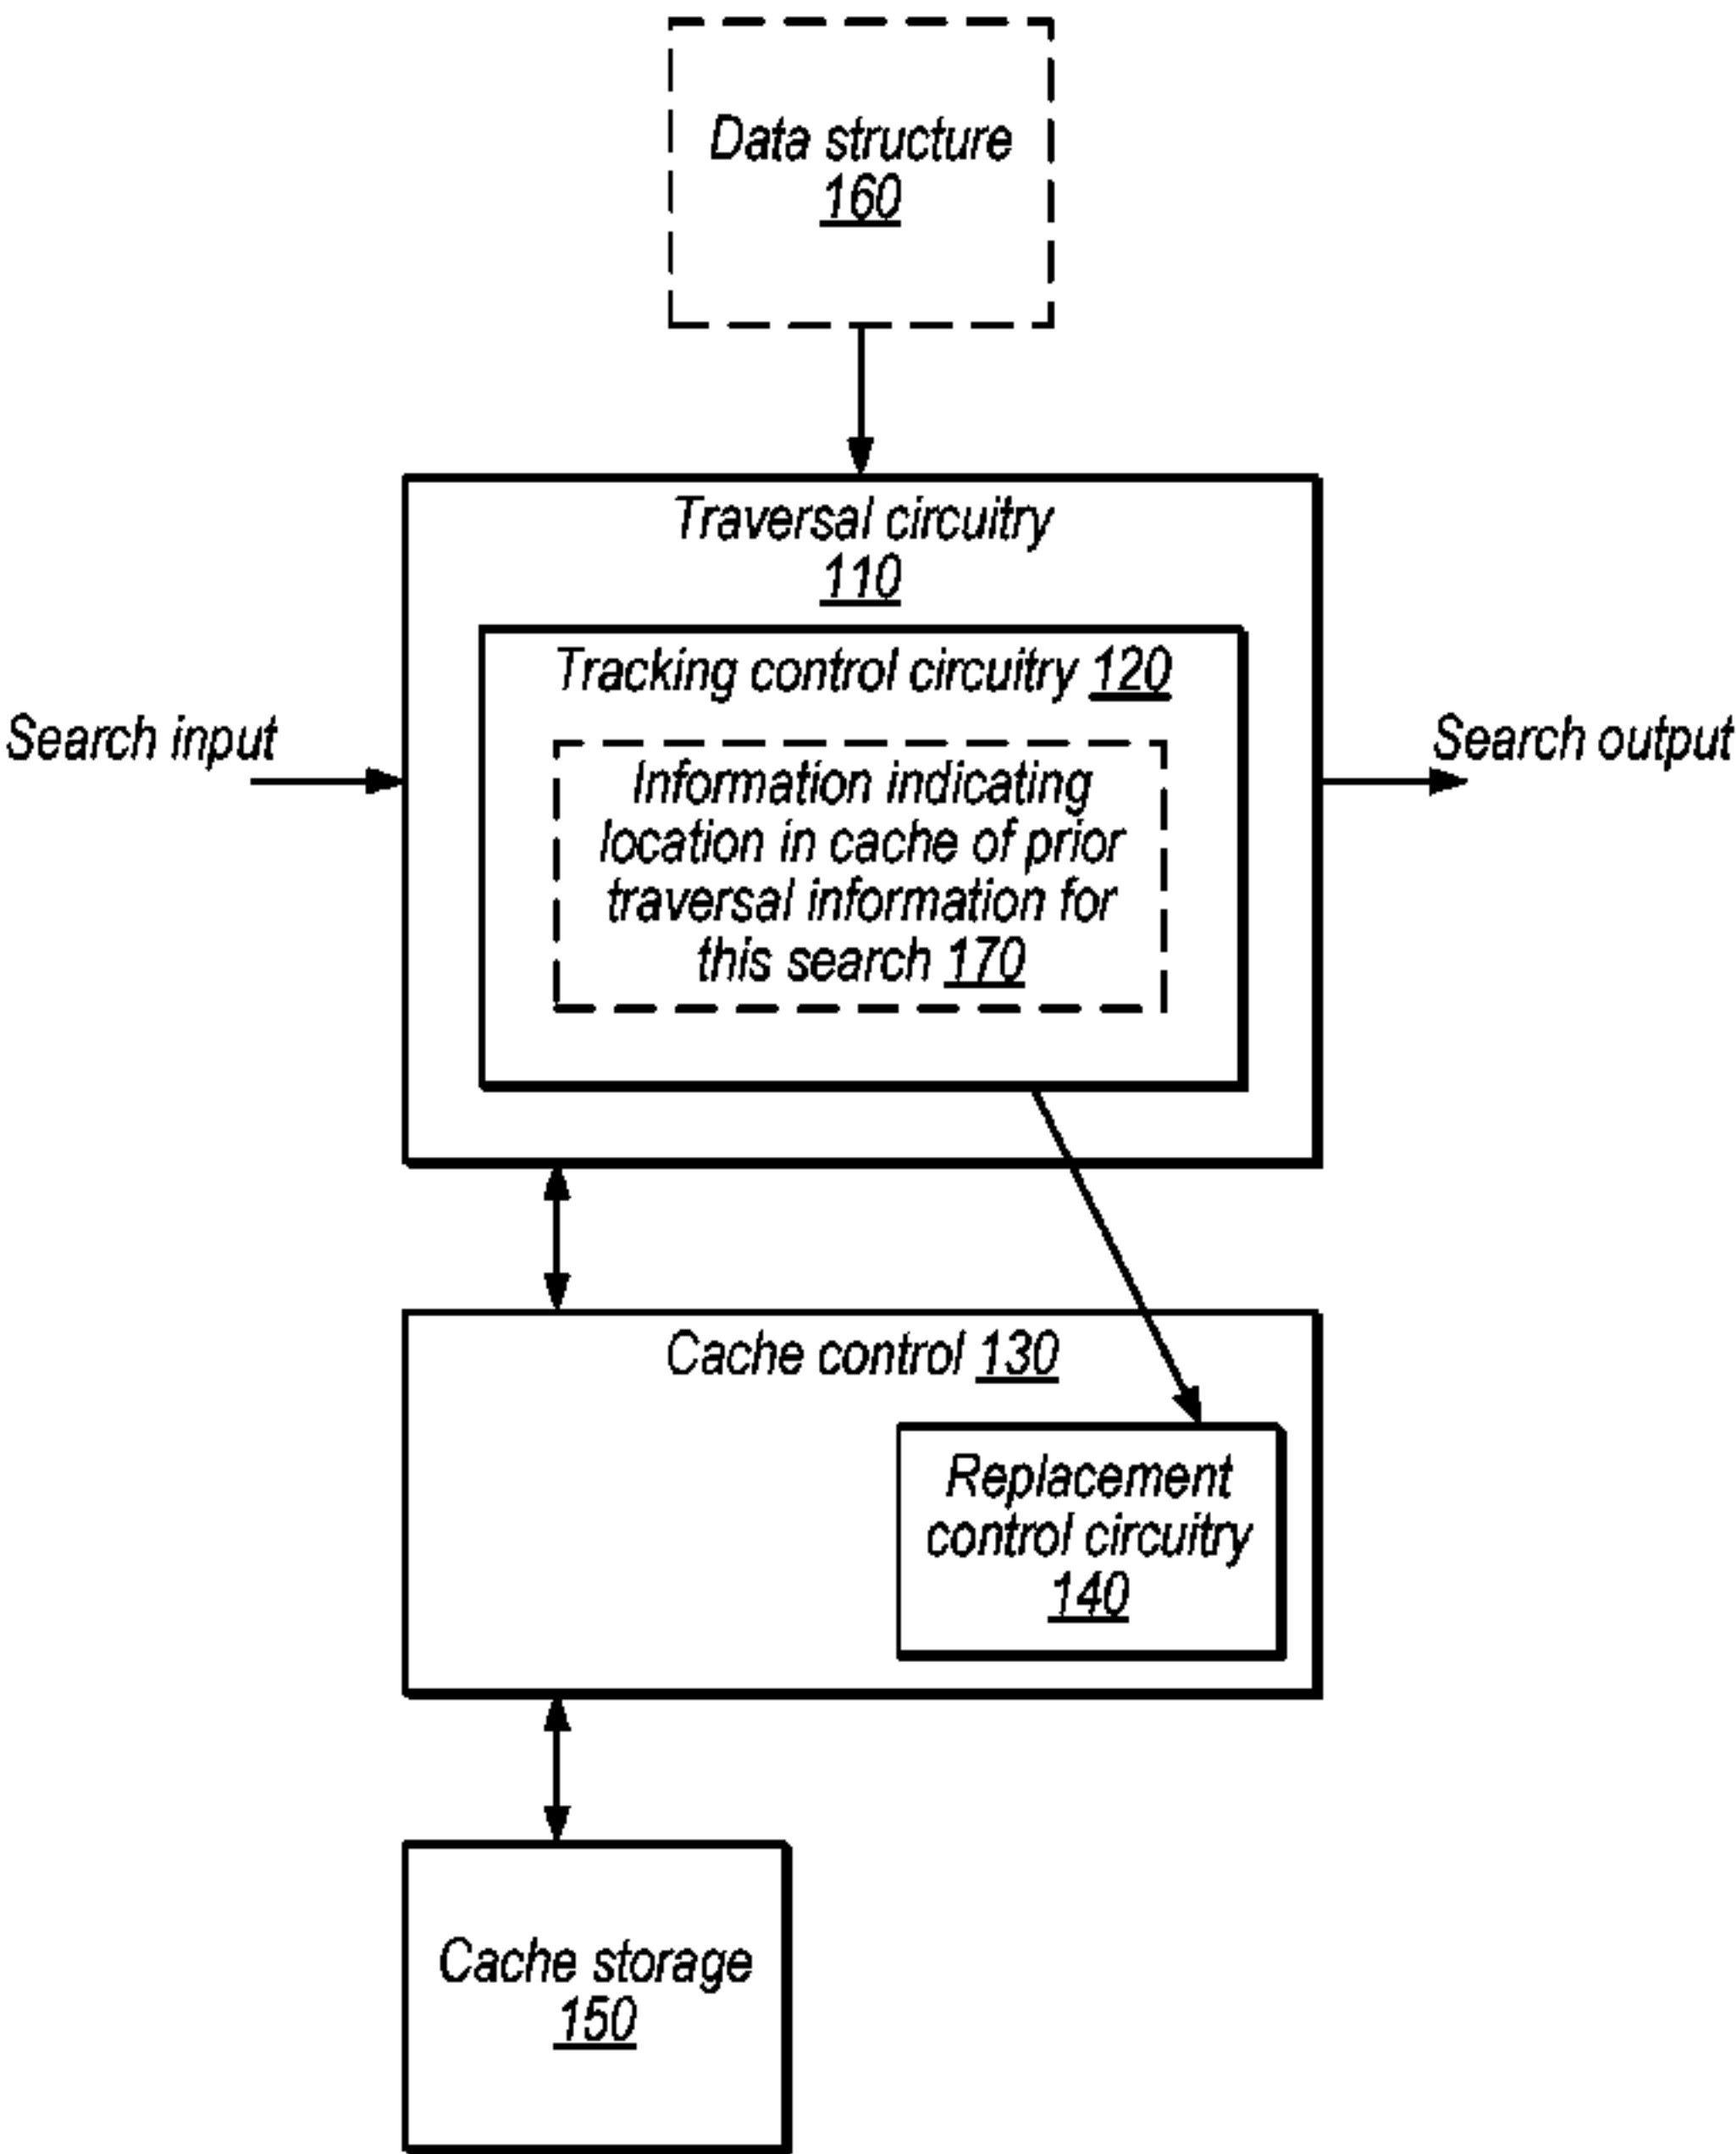 Data structure
160
Traversal circuitry
110
Tracking control circuitry 120
Search input
Search output
Information indicating
location in cache of prior
traversal information for
this search 170
Cache control 130
Replacement
control circuitry
140
Cache storage
150